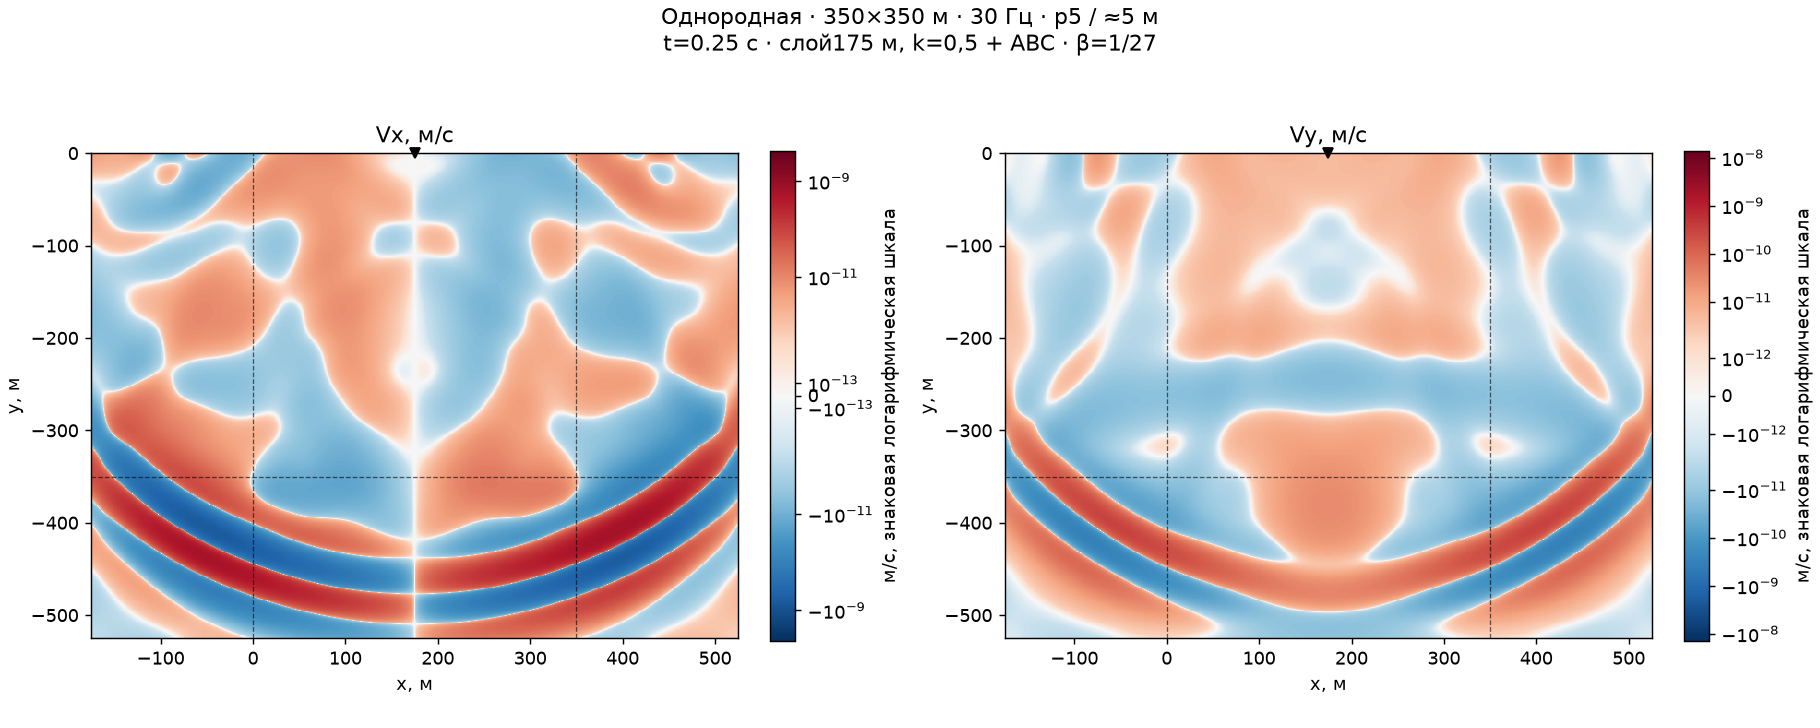 Однородная · 350×350 м · 30 Гц · p5 / ≈5 м
t=0.25 с · слой175 м, k=0,5 + ABC · β=1/27
Vx, м/с
0
−100
−200
−300
−400
−500
y, м
−100 0 100 200 300 400 500
x, м
10⁻⁹
10⁻¹¹
10⁻¹³
0
−10⁻¹³
−10⁻¹¹
−10⁻⁹
м/с, знаковая логарифмическая шкала
Vy, м/с
0
−100
−200
−300
−400
−500
y, м
−100 0 100 200 300 400 500
x, м
10⁻⁸
10⁻⁹
10⁻¹⁰
10⁻¹¹
10⁻¹²
0
−10⁻¹²
−10⁻¹¹
−10⁻¹⁰
−10⁻⁹
−10⁻⁸
м/с, знаковая логарифмическая шкала